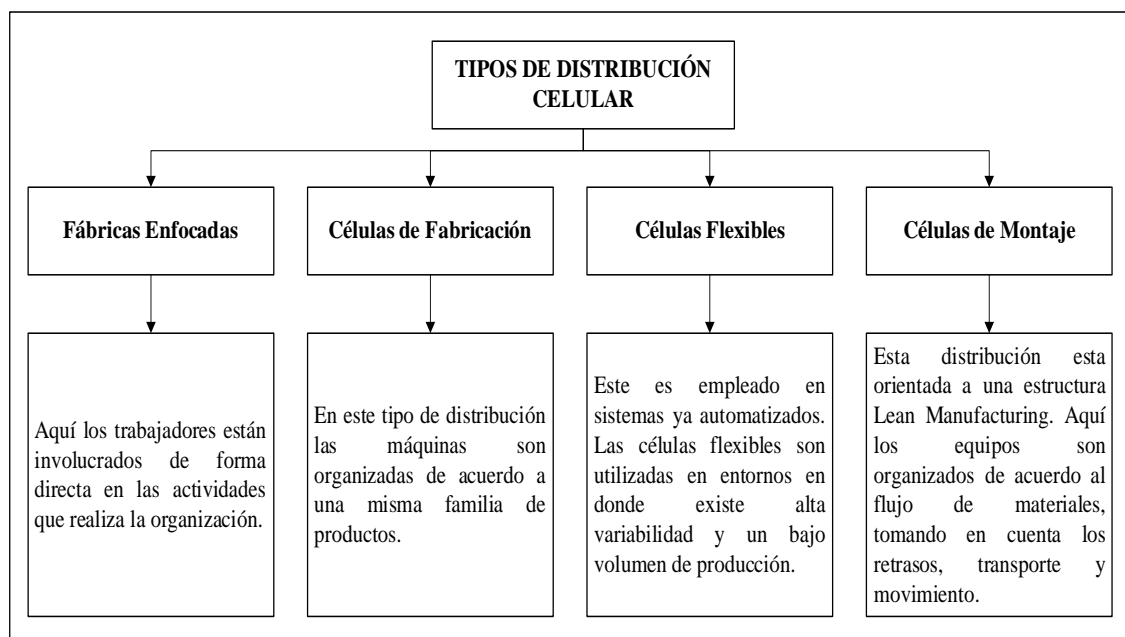 TIPOS DE DISTRIBUCIÓN
CELULAR
Fábricas Enfocadas
Células de Fabricación
Células Flexibles
Células de Montaje
Aquí los trabajadores están
involucrados de forma
directa en las actividades
que realiza la organización.
En este tipo de distribución
las máquinas son
organizadas de acuerdo a
una misma familia de
productos.
Este es empleado en
sistemas ya automatizados.
Las células flexibles son
utilizadas en entornos en
donde existe alta
variabilidad y un bajo
volumen de producción.
Esta distribución esta
orientada a una estructura
Lean Manufacturing. Aquí
los equipos son
organizados de acuerdo al
flujo de materiales,
tomando en cuenta los
retrasos, transporte y
movimiento.